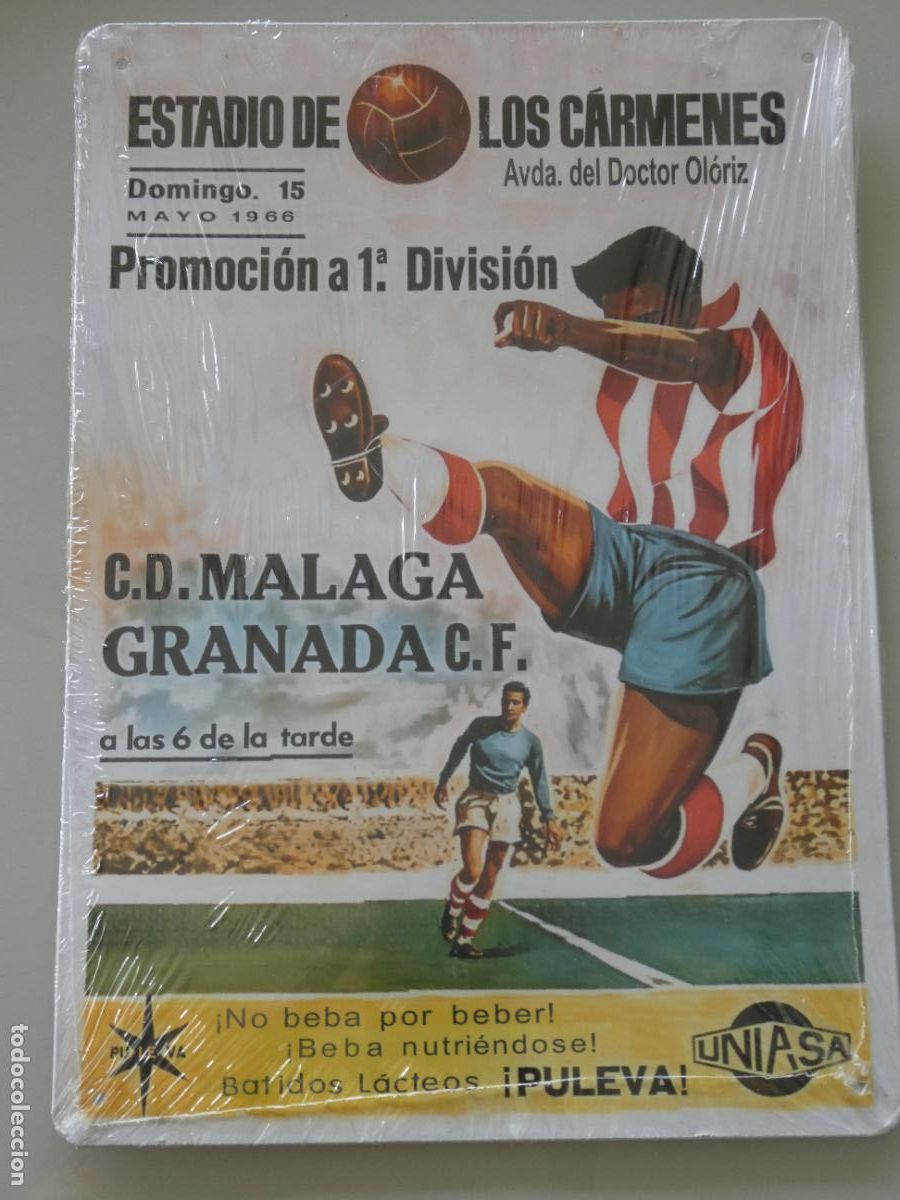 ESTADIO DE LOS CÁRMENES
Avda. del Doctor Olóriz
Domingo. 15
MAYO 1966
Promoción a 1ª. División
C.D. MALAGA
GRANADA C.F.
a las 6 de la tarde
¡No beba por beber!
¡Beba nutriéndose!
Batidos Lácteos ¡PULEVA!
PULEVA
UNIASA
todocoleccion